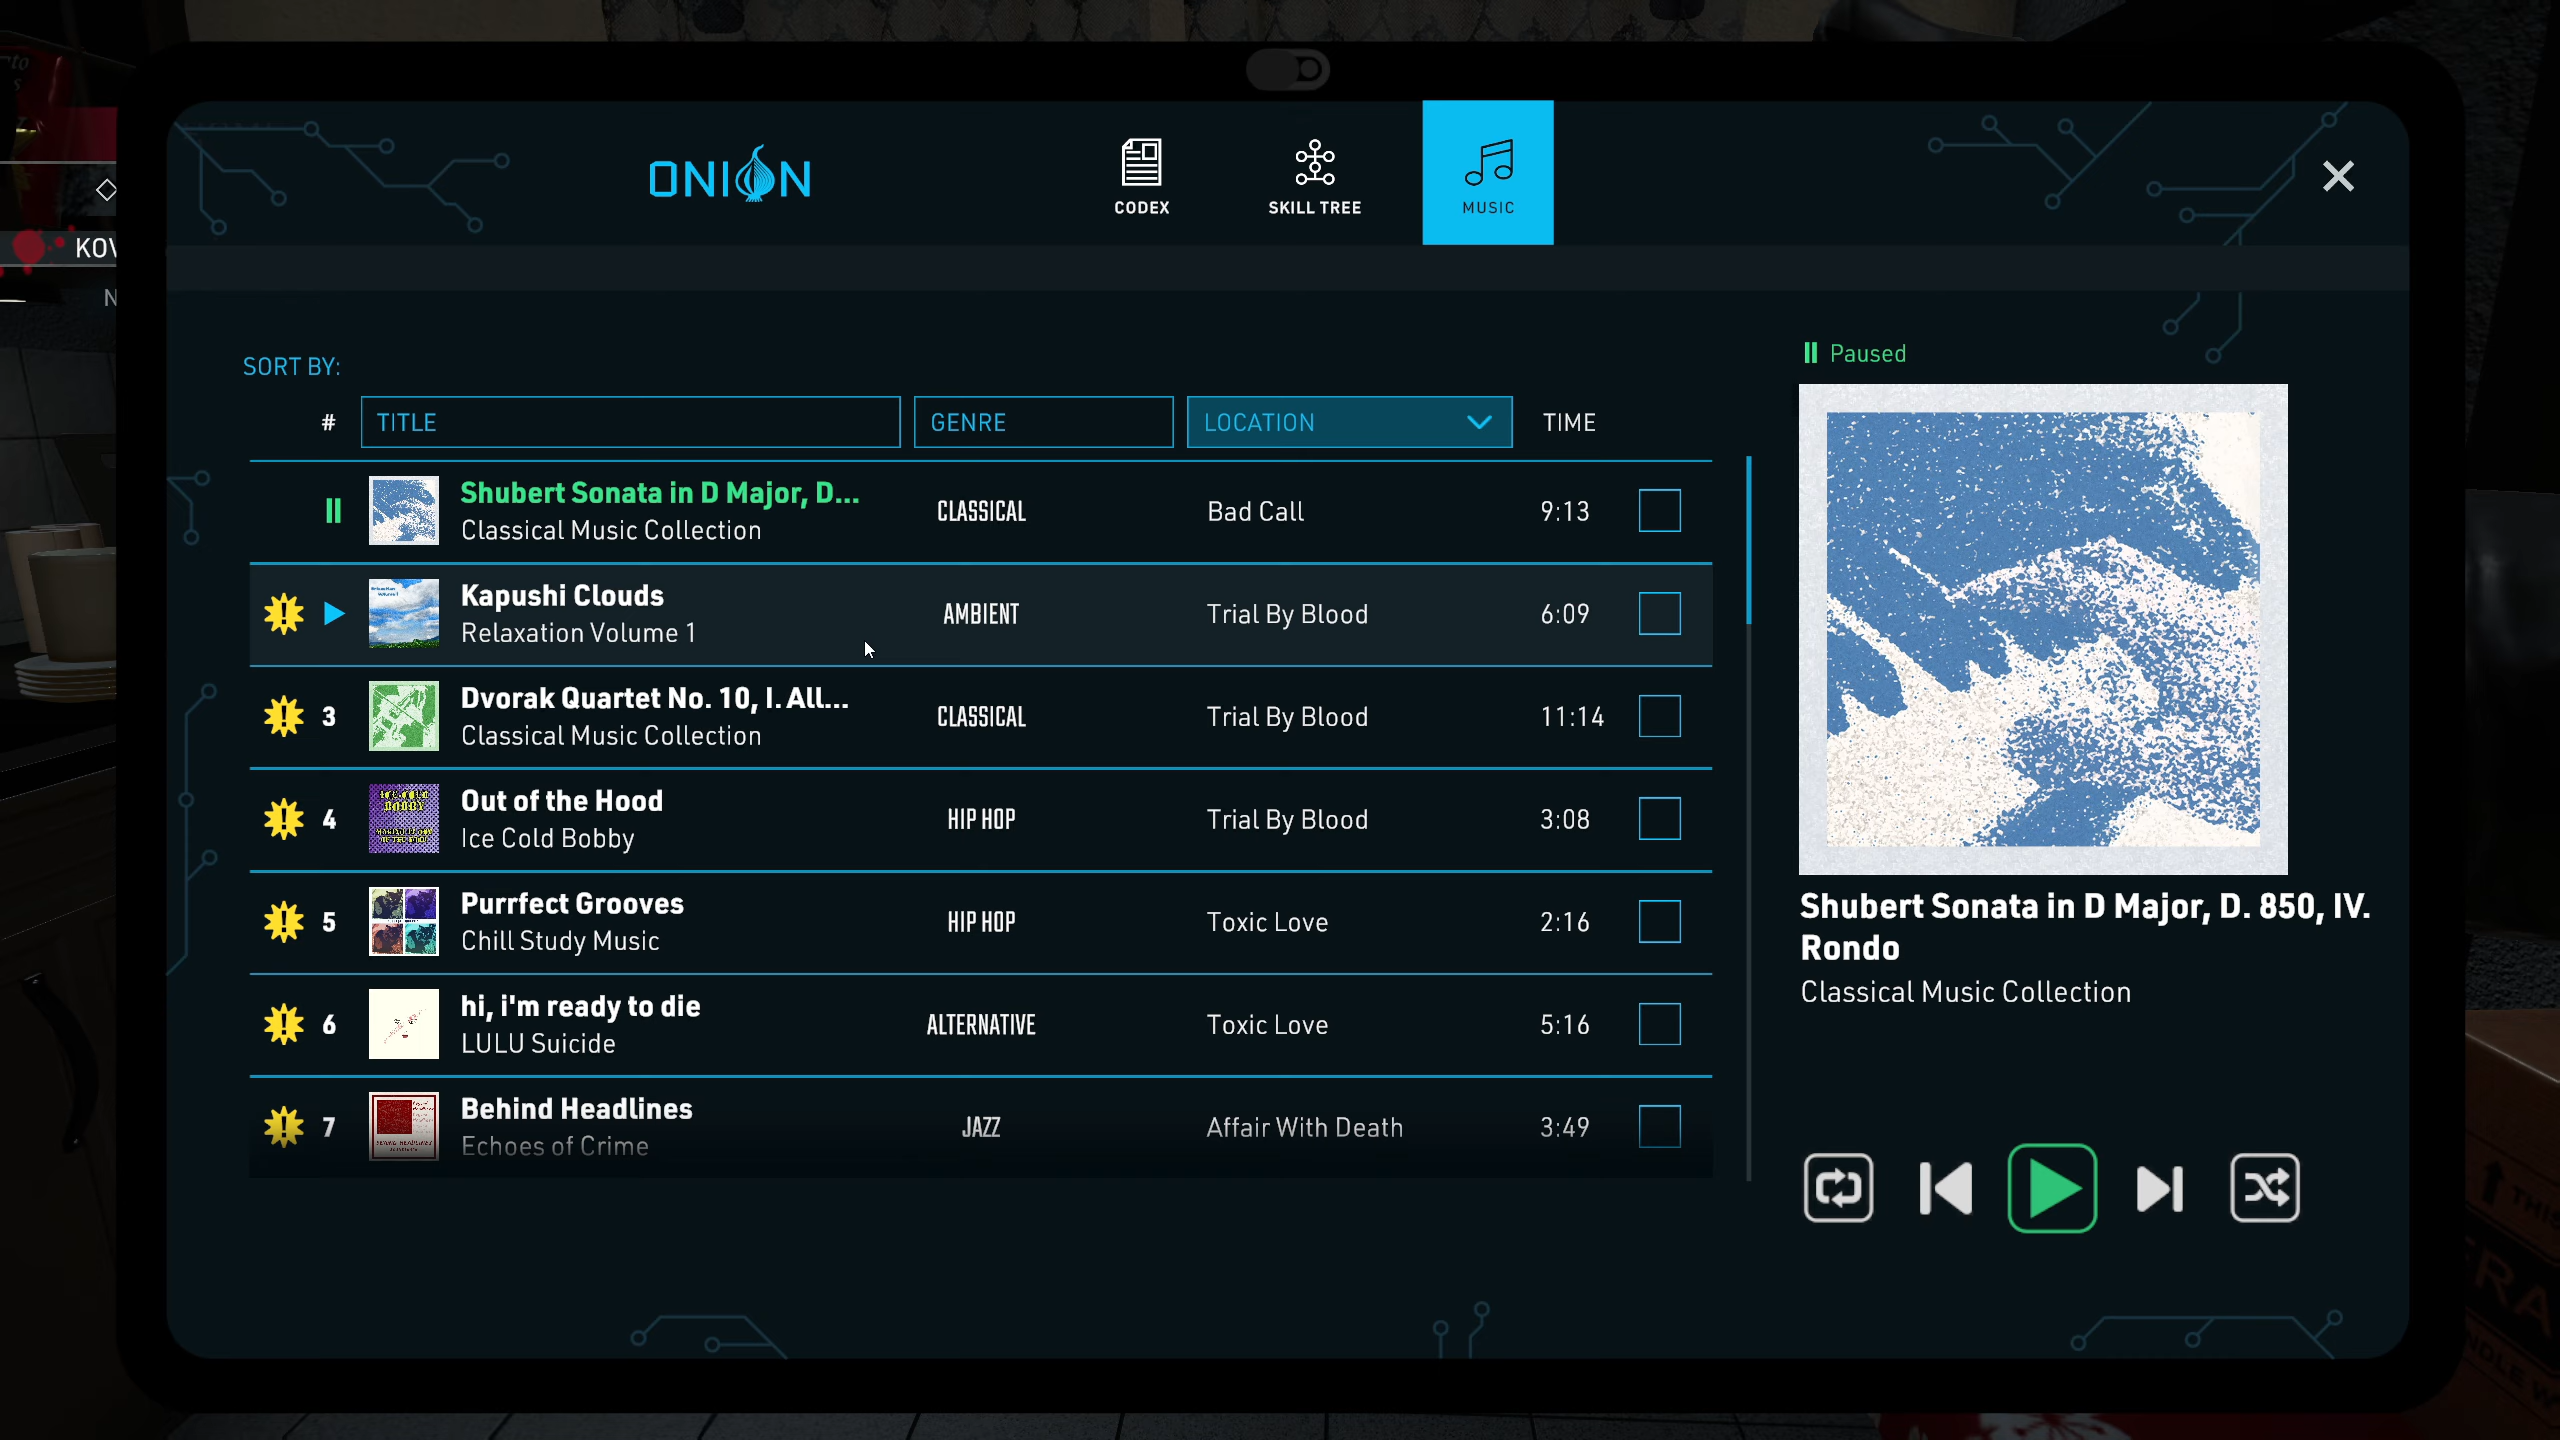 ONION
CODEX
SKILL TREE
MUSIC
KOV
N
SORT BY:
# TITLE GENRE LOCATION TIME
Shubert Sonata in D Major, D...
Classical Music Collection
CLASSICAL Bad Call 9:13
Kapushi Clouds
Relaxation Volume 1
AMBIENT Trial By Blood 6:09
3 Dvorak Quartet No. 10, I. All...
Classical Music Collection
CLASSICAL Trial By Blood 11:14
4 Out of the Hood
Ice Cold Bobby
HIP HOP Trial By Blood 3:08
5 Purrfect Grooves
Chill Study Music
HIP HOP Toxic Love 2:16
6 hi, i'm ready to die
LULU Suicide
ALTERNATIVE Toxic Love 5:16
7 Behind Headlines
Echoes of Crime
JAZZ Affair With Death 3:49
Paused
Shubert Sonata in D Major, D. 850, IV.
Rondo
Classical Music Collection